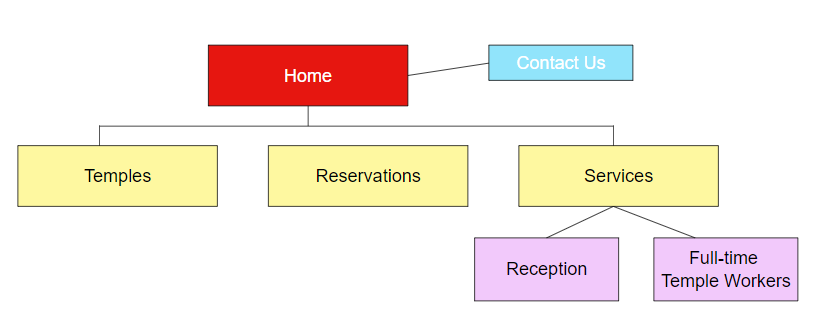 Home
Contact Us
Temples
Reservations
Services
Reception
Full-time
Temple Workers